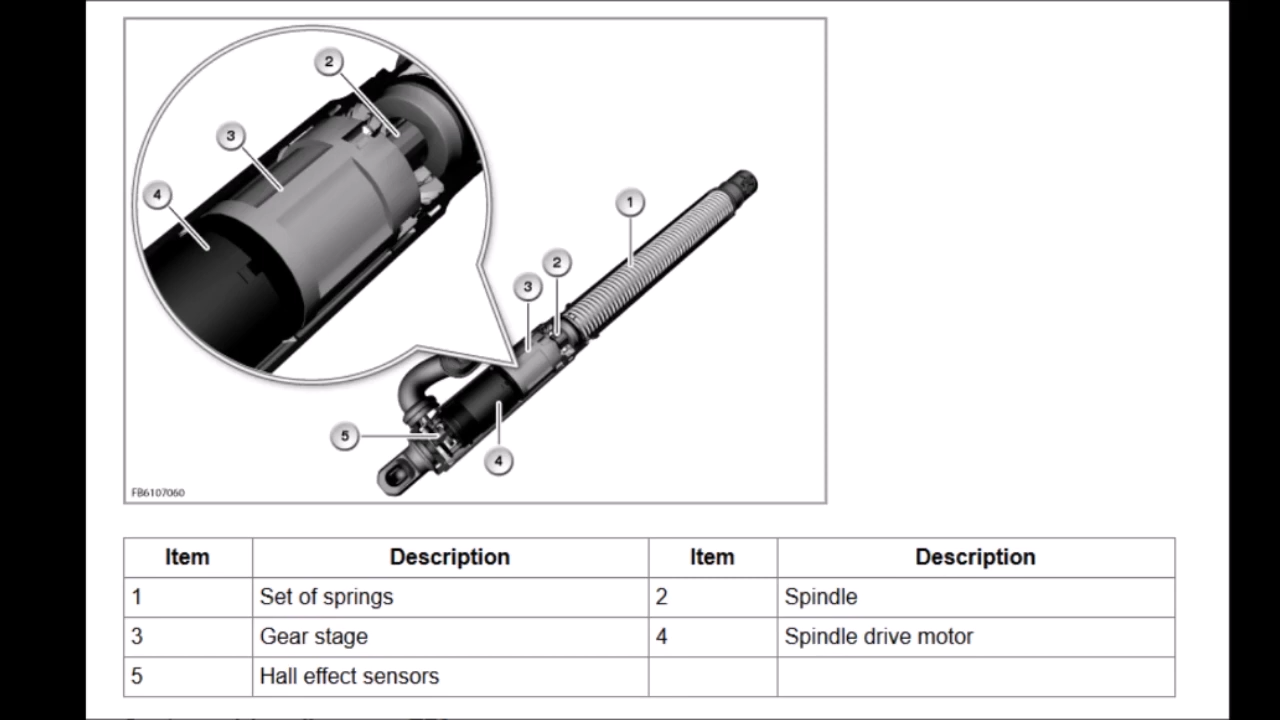 2
3
4
1
2
3
5
4
FB6107060
Item Description Item Description
1 Set of springs 2 Spindle
3 Gear stage 4 Spindle drive motor
5 Hall effect sensors